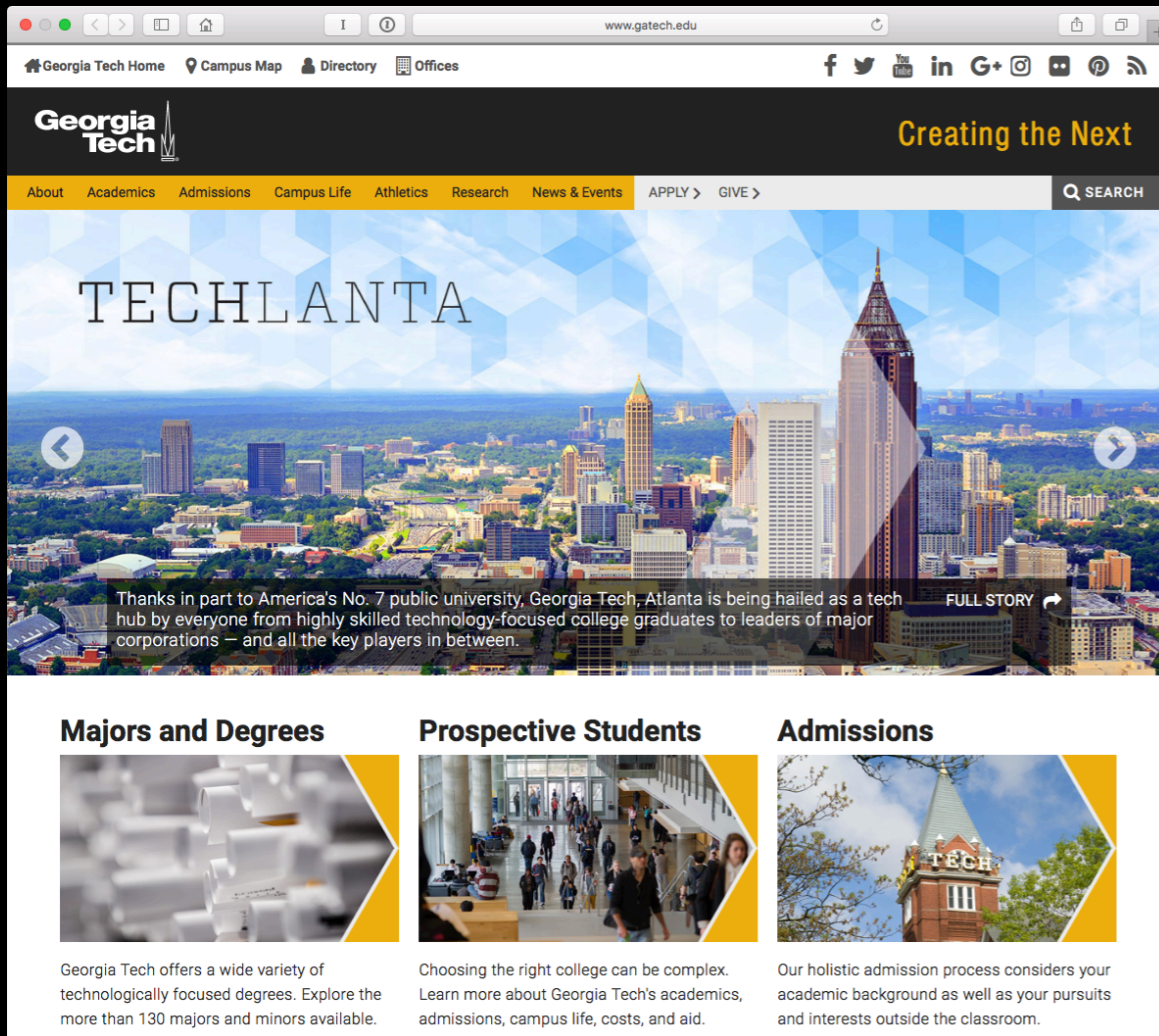 www.gatech.edu
Georgia Tech Home Campus Map Directory Offices
You
Tube
in G+
Georgia
Tech
Creating the Next
About Academics Admissions Campus Life Athletics Research News & Events APPLY GIVE SEARCH
TECHLANTA
Thanks in part to America's No. 7 public university, Georgia Tech, Atlanta is being hailed as a tech FULL STORY
hub by everyone from highly skilled technology-focused college graduates to leaders of major
corporations — and all the key players in between.
Majors and Degrees
Prospective Students
Admissions
TECH
Georgia Tech offers a wide variety of
technologically focused degrees. Explore the
more than 130 majors and minors available.
Choosing the right college can be complex.
Learn more about Georgia Tech's academics,
admissions, campus life, costs, and aid.
Our holistic admission process considers your
academic background as well as your pursuits
and interests outside the classroom.